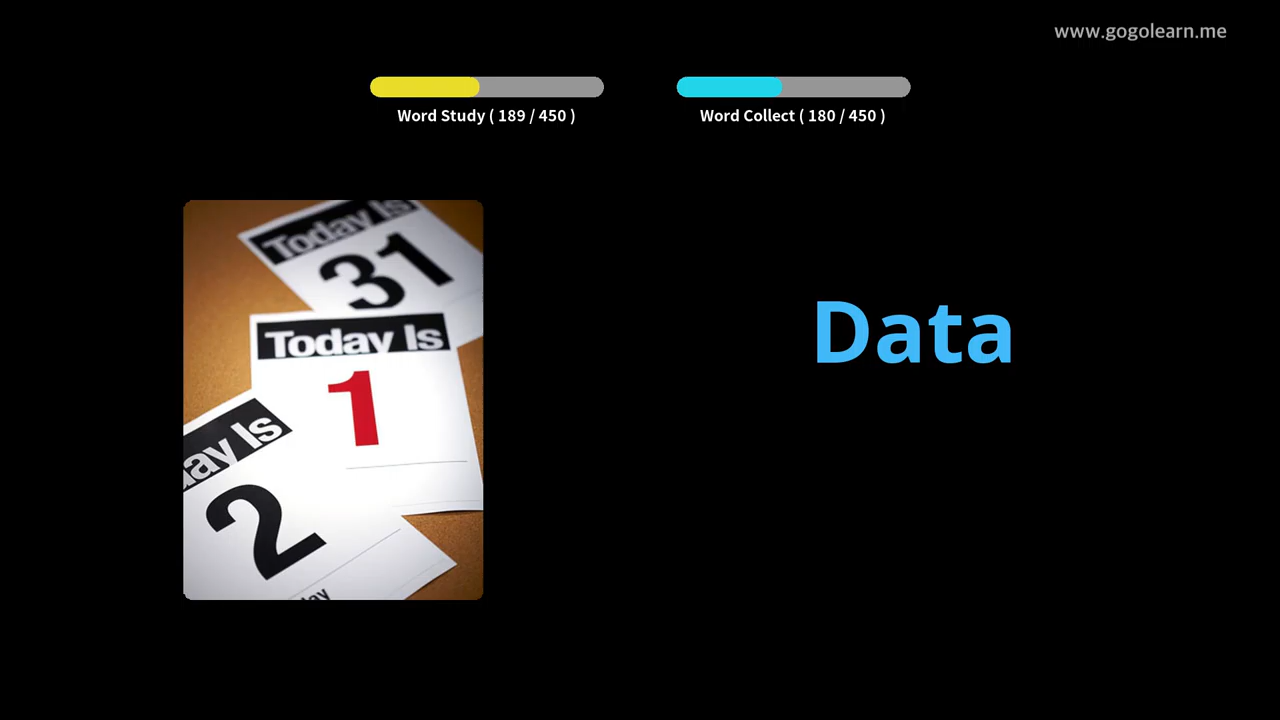 www.gogolearn.me
Word Study ( 189 / 450 )
Word Collect ( 180 / 450 )
Today Is
31
Today Is
1
ay Is
2
Data